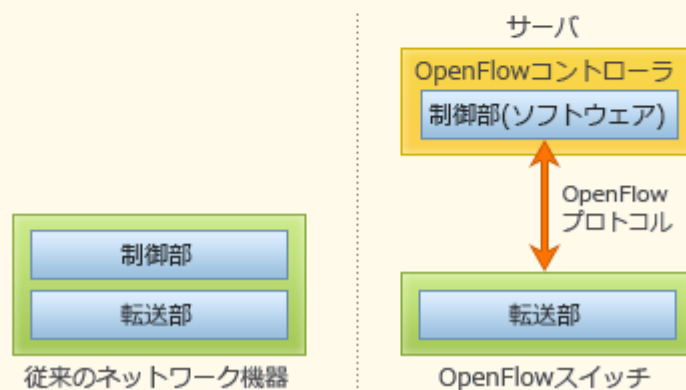 制御部
転送部
従来のネットワーク機器
サーバ
OpenFlowコントローラ
制御部(ソフトウェア)
OpenFlow
プロトコル
転送部
OpenFlowスイッチ